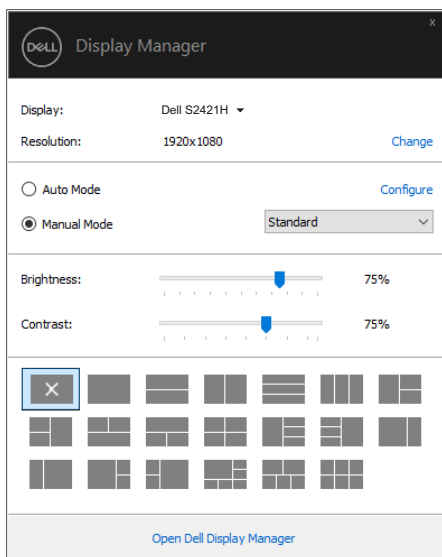 x
DELL Display Manager
Display: Dell S2421H
Resolution: 1920x1080 Change
Auto Mode Configure
Manual Mode Standard
Brightness: 75%
Contrast: 75%
Open Dell Display Manager